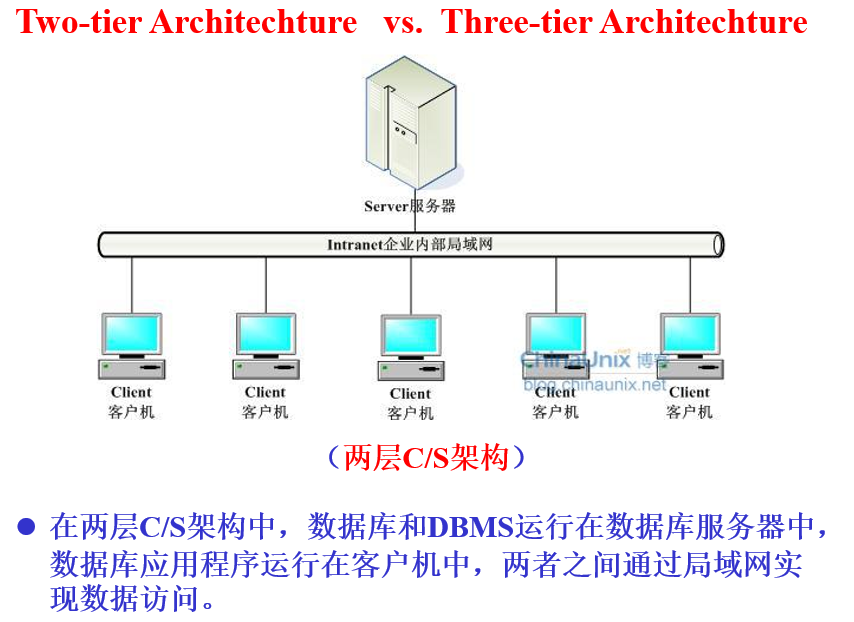 Two-tier Architechture vs. Three-tier Architechture
Server服务器
Intranet企业内部局域网
Client Client Client Client Client
客户机 客户机 客户机 客户机 客户机
ChinaUnix.net 博客
blog.chinaunix.net
（两层C/S架构）
● 在两层C/S架构中，数据库和DBMS运行在数据库服务器中，
数据库应用程序运行在客户机中，两者之间通过局域网实
现数据访问。